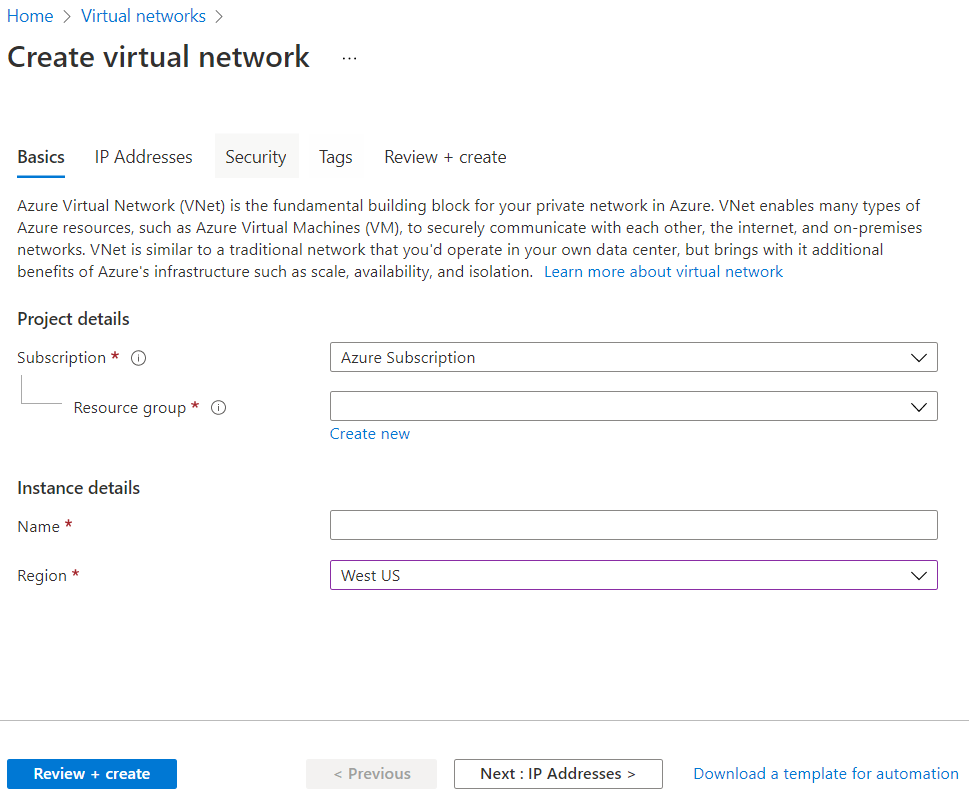 Home > Virtual networks >
Create virtual network ...
Basics IP Addresses Security Tags Review + create
Azure Virtual Network (VNet) is the fundamental building block for your private network in Azure. VNet enables many types of
Azure resources, such as Azure Virtual Machines (VM), to securely communicate with each other, the internet, and on-premises
networks. VNet is similar to a traditional network that you'd operate in your own data center, but brings with it additional
benefits of Azure's infrastructure such as scale, availability, and isolation. Learn more about virtual network
Project details
Subscription * Azure Subscription
Resource group *
Create new
Instance details
Name *
Region * West US
Review + create < Previous Next : IP Addresses > Download a template for automation